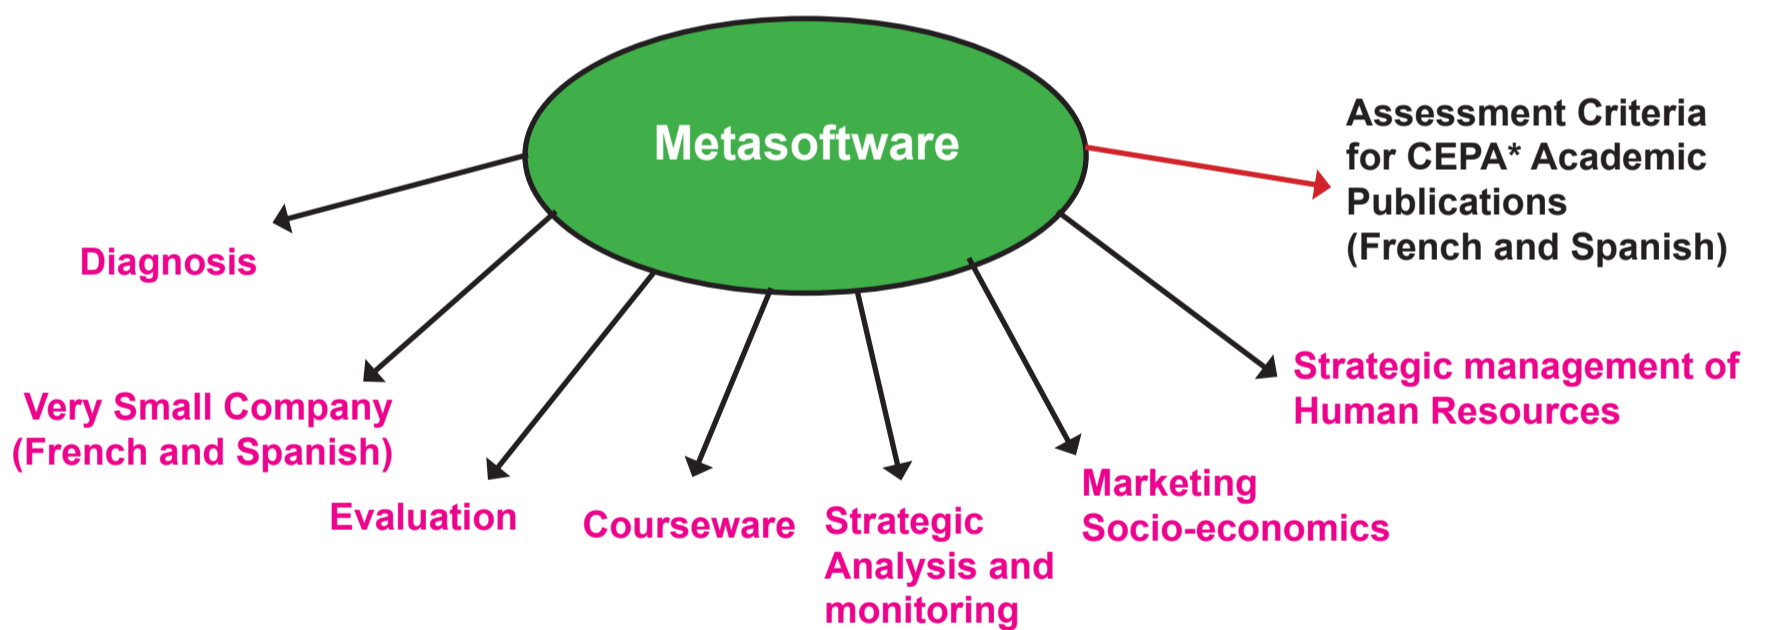 Metasoftware
Assessment Criteria
for CEPA* Academic
Publications
(French and Spanish)
Diagnosis
Very Small Company
(French and Spanish)
Evaluation
Courseware
Strategic
Analysis and
monitoring
Marketing
Socio-economics
Strategic management of
Human Resources